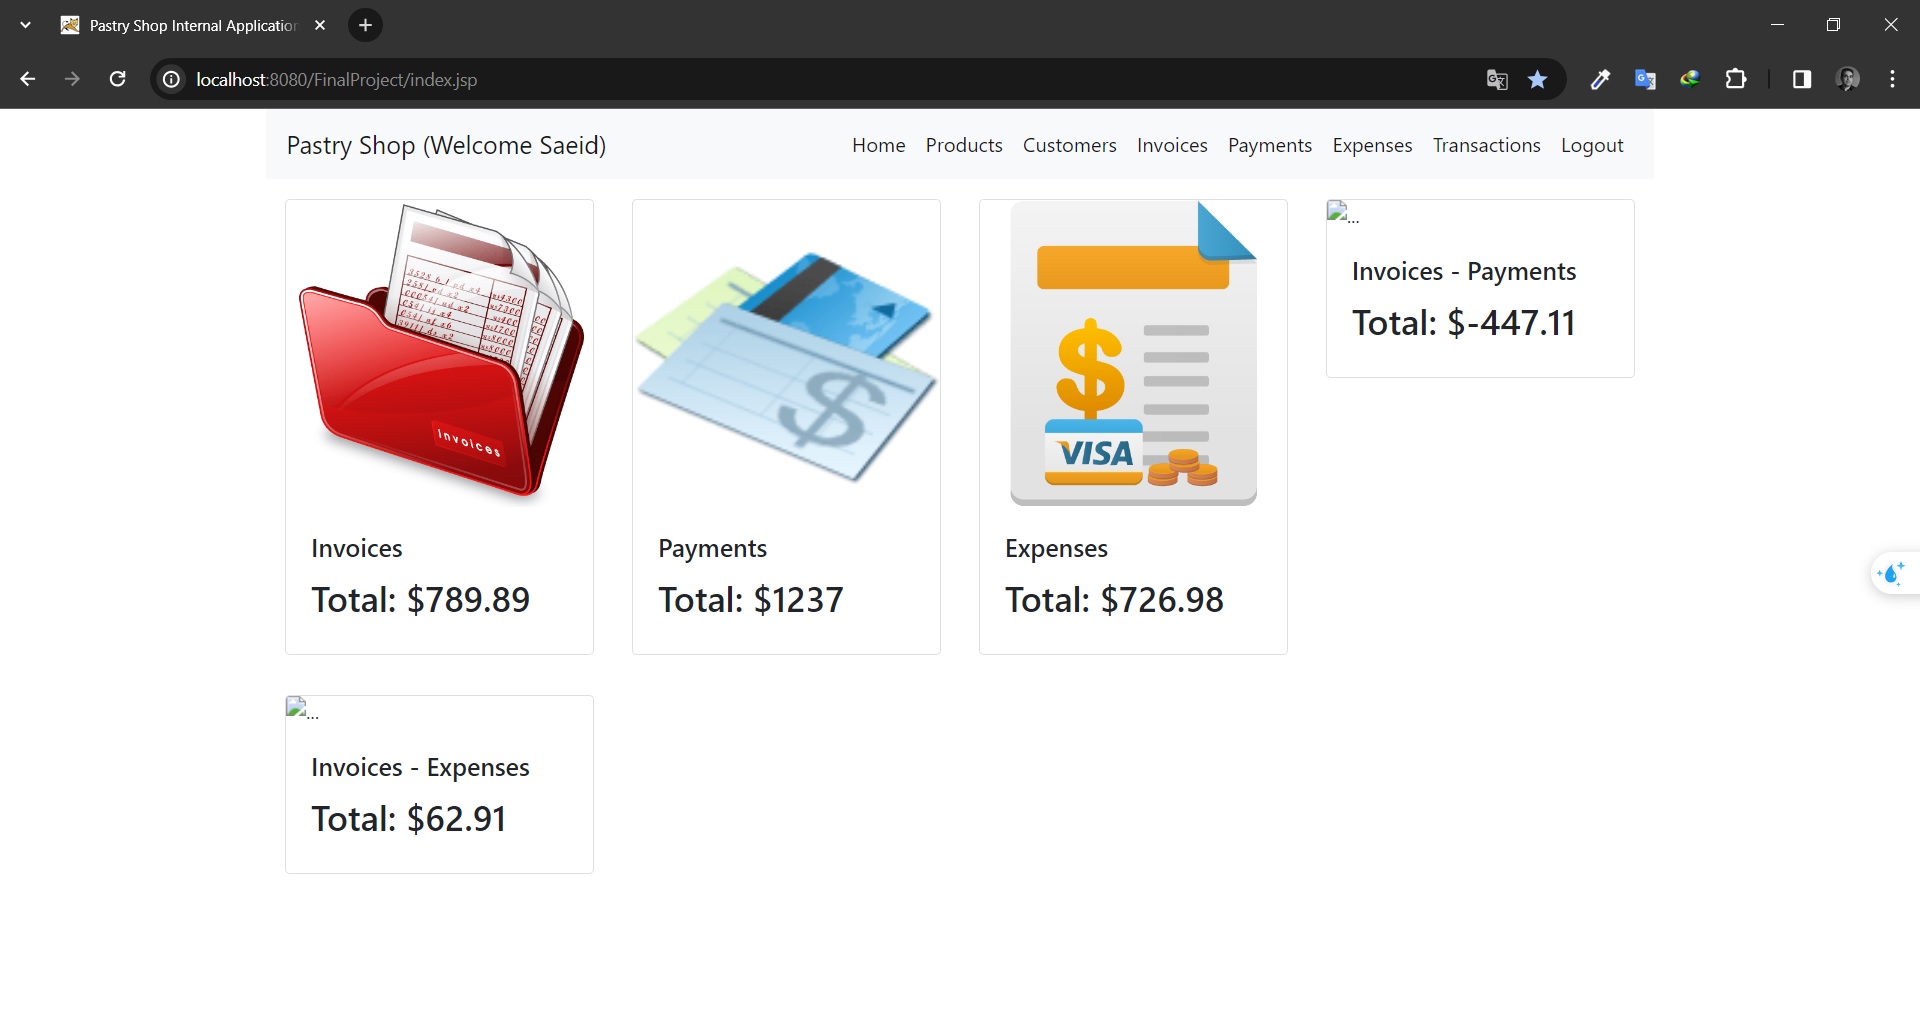 Pastry Shop Internal Application
localhost:8080/FinalProject/index.jsp
Pastry Shop (Welcome Saeid)
Home Products Customers Invoices Payments Expenses Transactions Logout
Invoices
Invoices
Total: $789.89
$
Payments
Total: $1237
$
VISA
Expenses
Total: $726.98
...
Invoices - Payments
Total: $-447.11
...
Invoices - Expenses
Total: $62.91